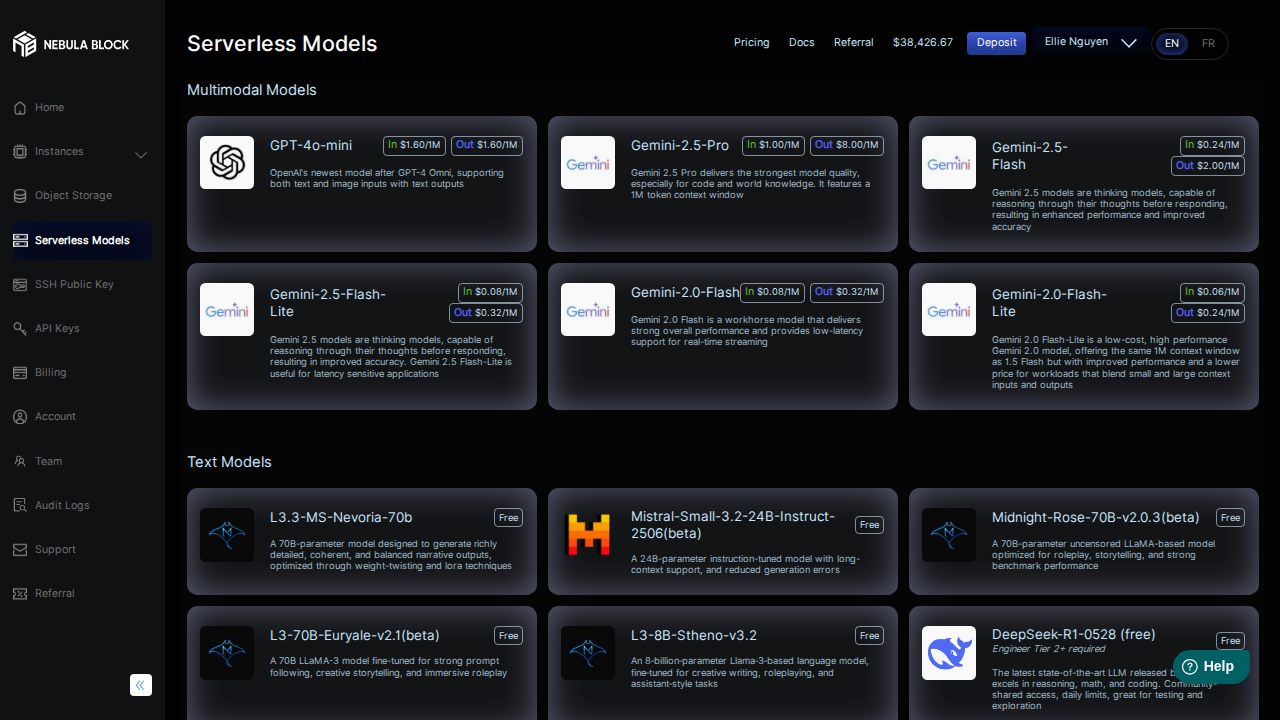 NEBULA BLOCK
Home
Instances
Object Storage
Serverless Models
SSH Public Key
API Keys
Billing
Account
Team
Audit Logs
Support
Referral
Serverless Models
Pricing
Docs
Referral
$38,426.67
Deposit
Ellie Nguyen
EN
FR
Multimodal Models
GPT-4o-mini
In $1.60/1M
Out $1.60/1M
OpenAI's newest model after GPT-4 Omni, supporting
both text and image inputs with text outputs
Gemini
Gemini-2.5-Pro
In $1.00/1M
Out $8.00/1M
Gemini 2.5 Pro delivers the strongest model quality,
especially for code and world knowledge. It features a
1M token context window
Gemini
Gemini-2.5-
Flash
In $0.24/1M
Out $2.00/1M
Gemini 2.5 models are thinking models, capable of
reasoning through their thoughts before responding,
resulting in enhanced performance and improved
accuracy
Gemini
Gemini-2.5-Flash-
Lite
In $0.08/1M
Out $0.32/1M
Gemini 2.5 models are thinking models, capable of
reasoning through their thoughts before responding,
resulting in improved accuracy. Gemini 2.5 Flash-Lite is
useful for latency sensitive applications
Gemini
Gemini-2.0-Flash
In $0.08/1M
Out $0.32/1M
Gemini 2.0 Flash is a workhorse model that delivers
strong overall performance and provides low-latency
support for real-time streaming
Gemini
Gemini-2.0-Flash-
Lite
In $0.06/1M
Out $0.24/1M
Gemini 2.0 Flash-Lite is a low-cost, high performance
Gemini 2.0 model, offering the same 1M context window
as 1.5 Flash but with improved performance and a lower
price for workloads that blend small and large context
inputs and outputs
Text Models
L3.3-MS-Nevoria-70b
Free
A 70B-parameter model designed to generate richly
detailed, coherent, and balanced narrative outputs,
optimized through weight-twisting and lora techniques
Mistral-Small-3.2-24B-Instruct-
2506(beta)
Free
A 24B-parameter instruction-tuned model with long-
context support, and reduced generation errors
Midnight-Rose-70B-v2.0.3(beta)
Free
A 70B-parameter uncensored LLaMA-based model
optimized for roleplay, storytelling, and strong
benchmark performance
L3-70B-Euryale-v2.1(beta)
Free
A 70B LLaMA-3 model fine-tuned for strong prompt
following, creative storytelling, and immersive roleplay
L3-8B-Stheno-v3.2
Free
An 8-billion-parameter Llama-3-based language model,
fine-tuned for creative writing, roleplaying, and
assistant-style tasks
DeepSeek-R1-0528 (free)
Engineer Tier 2+ required
Free
The latest state-of-the-art LLM released
excels in reasoning, math, and coding. Community-
shared access, daily limits, great for testing and
exploration
Help